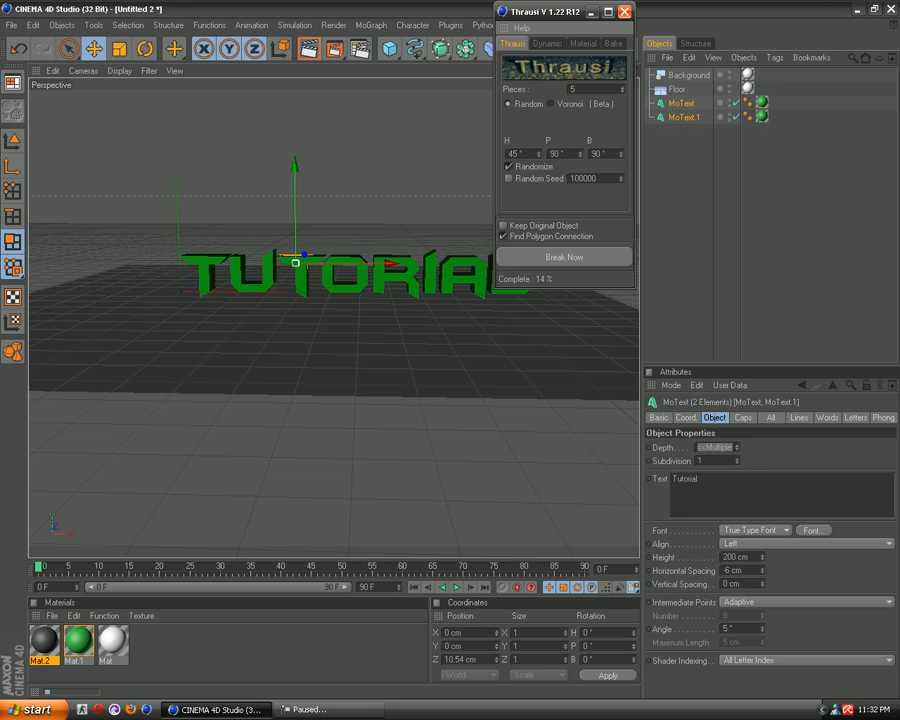 CINEMA 4D Studio (32 Bit) - [Untitled 2 *]
File Edit Objects Tools Selection Structure Functions Animation Simulation Render MoGraph Character Plugins
Edit Cameras Display Filter View
Perspective
TUTORIAL
Thrausi V 1.22 R12
Help
Thrausi Dynamic Material Bake
Thrausi
Pieces : 5
Random Voronoi ( Beta )
H P B
45 ° 90 ° 90 °
Randomize
Random Seed 100000
Keep Original Object
Find Polygon Connection
Break Now
Complete : 14 %
Objects Structure
File Edit View Objects Tags Bookmarks
Background
Floor
MoText
MoText.1
Attributes
Mode Edit User Data
MoText (2 Elements) [MoText, MoText.1]
Basic Coord. Object Caps All Lines Words Letters Phong
Object Properties
Depth. . . . <<Multiple
Subdivision 1
Text Tutorial
Font . . . . . . . . . True Type Font Font...
Align. . . . . . . . . Left
Height . . . . . . . . 200 cm
Horizontal Spacing -6 cm
Vertical Spacing. . . 0 cm
Intermediate Points Adaptive
Number . . . . . . . 8
Angle . . . . . . . . 5 °
Maximum Length 5 cm
Shader Indexing. . . All Letter Index
0 5 10 15 20 25 30 35 40 45 50 55 60 65 70 75 80 85 90 0 F
0 F 0 F 90 F 90 F
Materials
File Edit Function Texture
Mat.2 Mat.1 Mat
Coordinates
Position Size Rotation
X 0 cm X 1 H 0 °
Y 0 cm Y 1 P 0 °
Z 10.54 cm Z 1 B 0 °
World Scale Apply
MAXON CINEMA 4D
start CINEMA 4D Studio (3... Paused... 11:32 PM